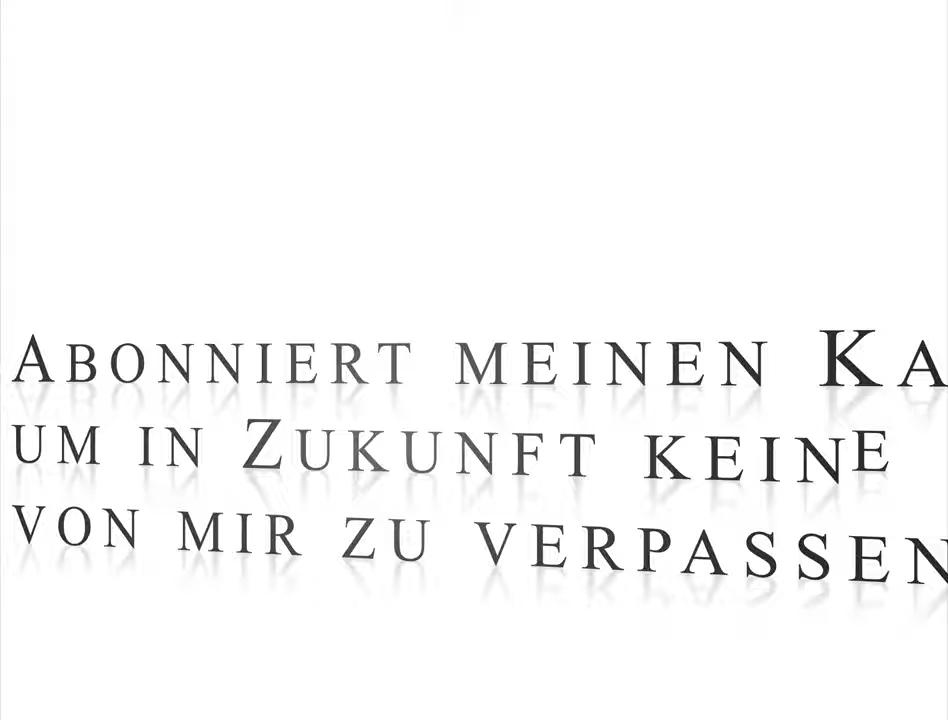 ABONNIERT MEINEN KA
UM IN ZUKUNFT KEINE
VON MIR ZU VERPASSEN